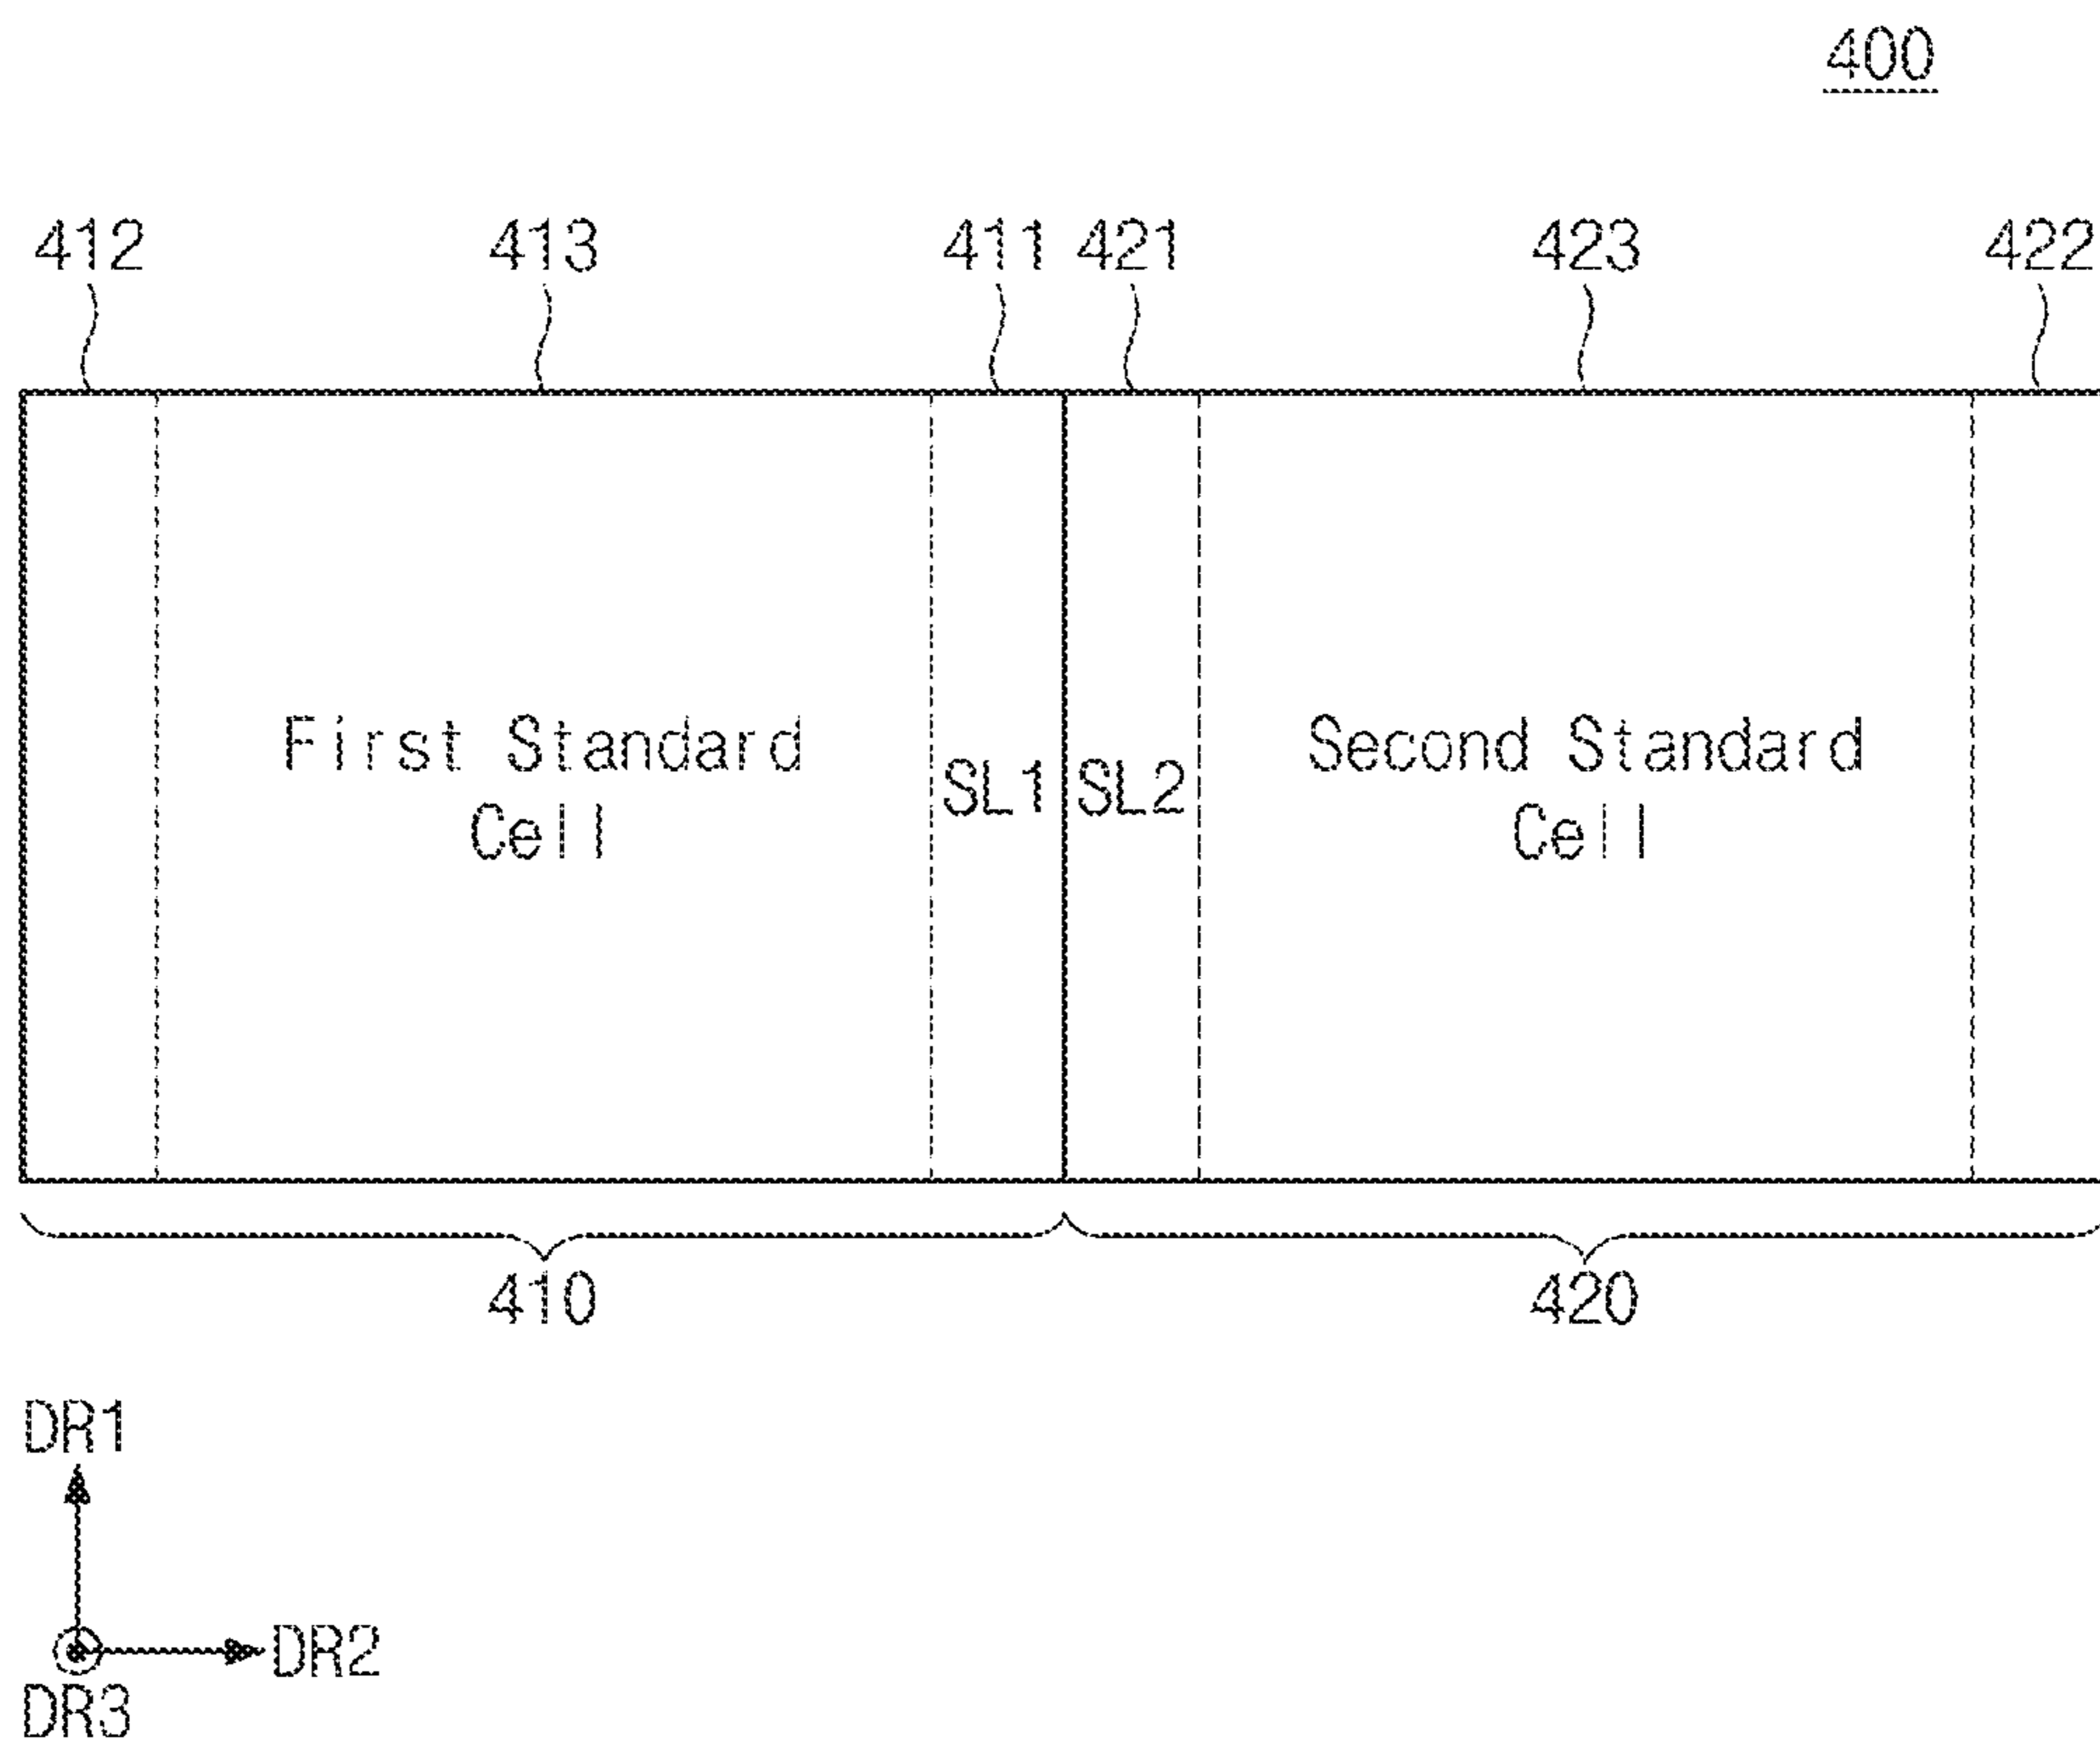 400
412 413 411 421 423 422
First Standard Cell
SL1 SL2
Second Standard Cell
410 420
DR1
DR2
DR3